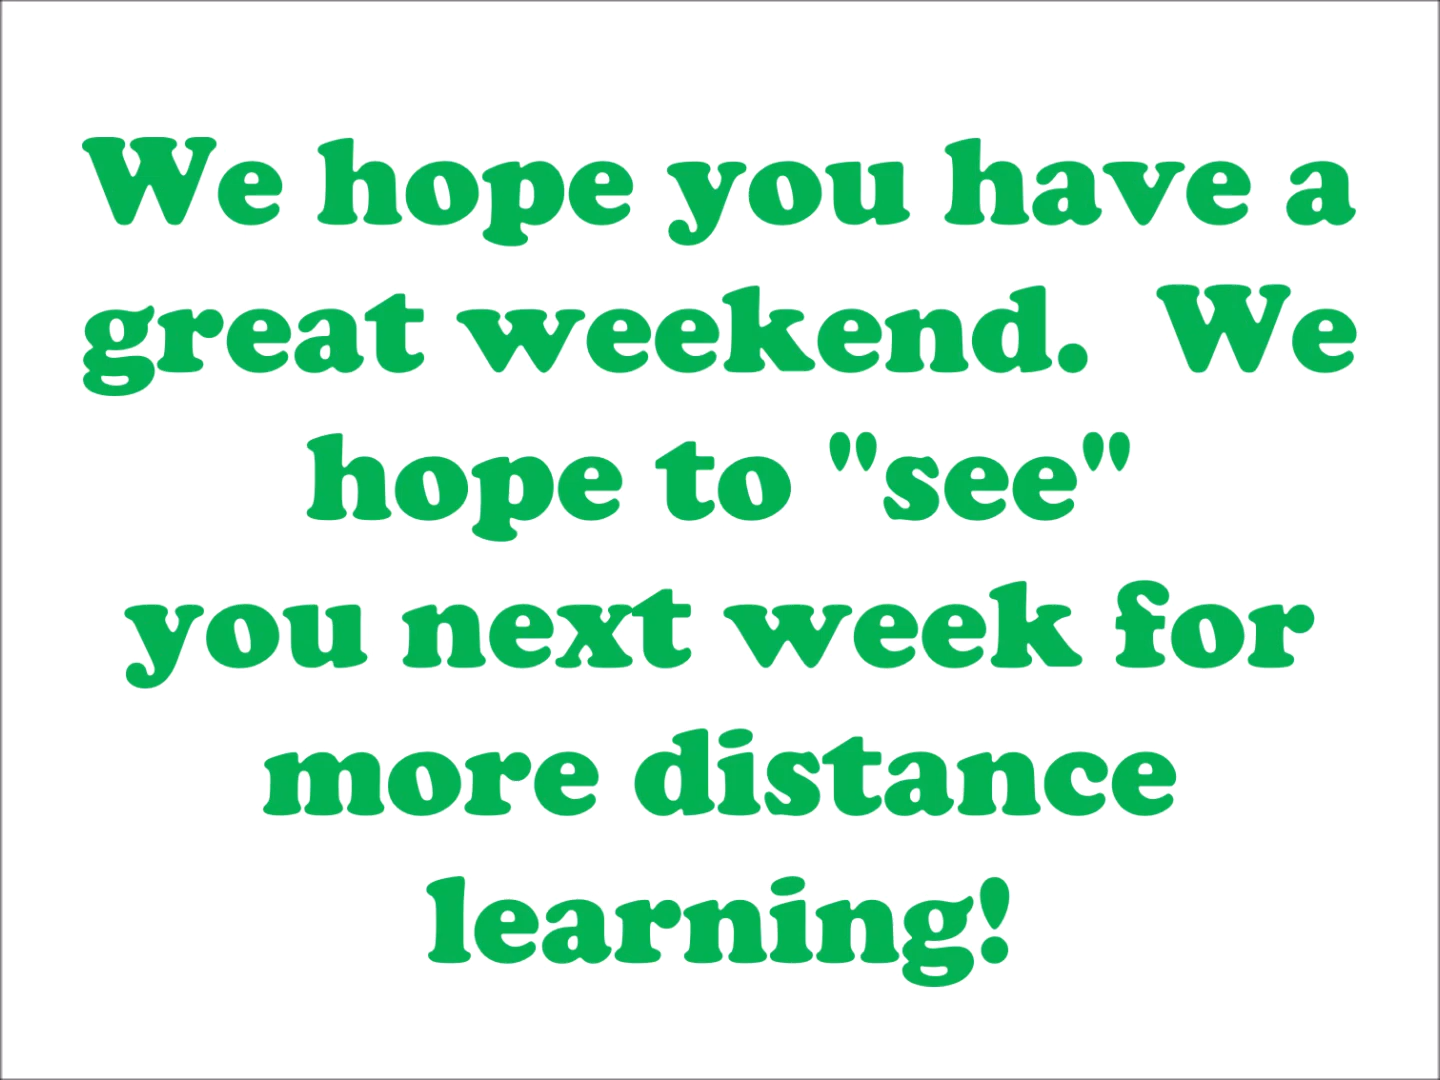 We hope you have a
great weekend.  We
hope to "see"
you next week for
more distance
learning!